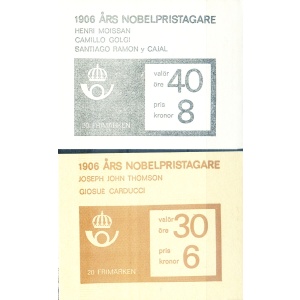 1906 ÅRS NOBELPRISTAGARE
HENRI MOISSAN
CAMILLO GOLGI
SANTIAGO RAMON y CAJAL
valör
öre 40
pris
kronor 8
20 FRIMÄRKEN
1906 ÅRS NOBELPRISTAGARE
JOSEPH JOHN THOMSON
GIOSUE CARDUCCI
valör
öre 30
pris
kronor 6
20 FRIMÄRKEN